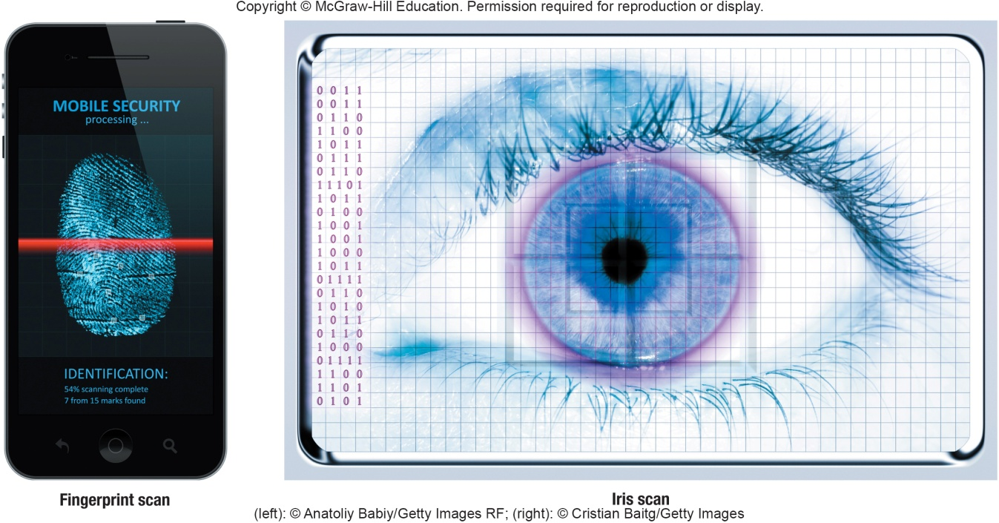 Copyright © McGraw-Hill Education. Permission required for reproduction or display.
MOBILE SECURITY
processing ...
IDENTIFICATION:
54% scanning complete
7 from 15 marks found
0 0 1 1
0 0 1 1
0 1 1 0
1 1 0 0
1 0 1 1
0 1 1 1
0 1 1 0
1 1 1 0 1
1 0 1 1
0 1 0 0
1 0 0 1
1 0 0 1
1 0 0 0
1 0 1 1
0 1 1 1 1
0 1 1 0
1 0 1 0
1 0 1 1
0 1 1 0
1 0 0 0
0 1 1 1 1
1 1 0 0
1 1 0 1
0 1 0 1
Fingerprint scan
Iris scan
(left): © Anatoliy Babiy/Getty Images RF; (right): © Cristian Baitg/Getty Images